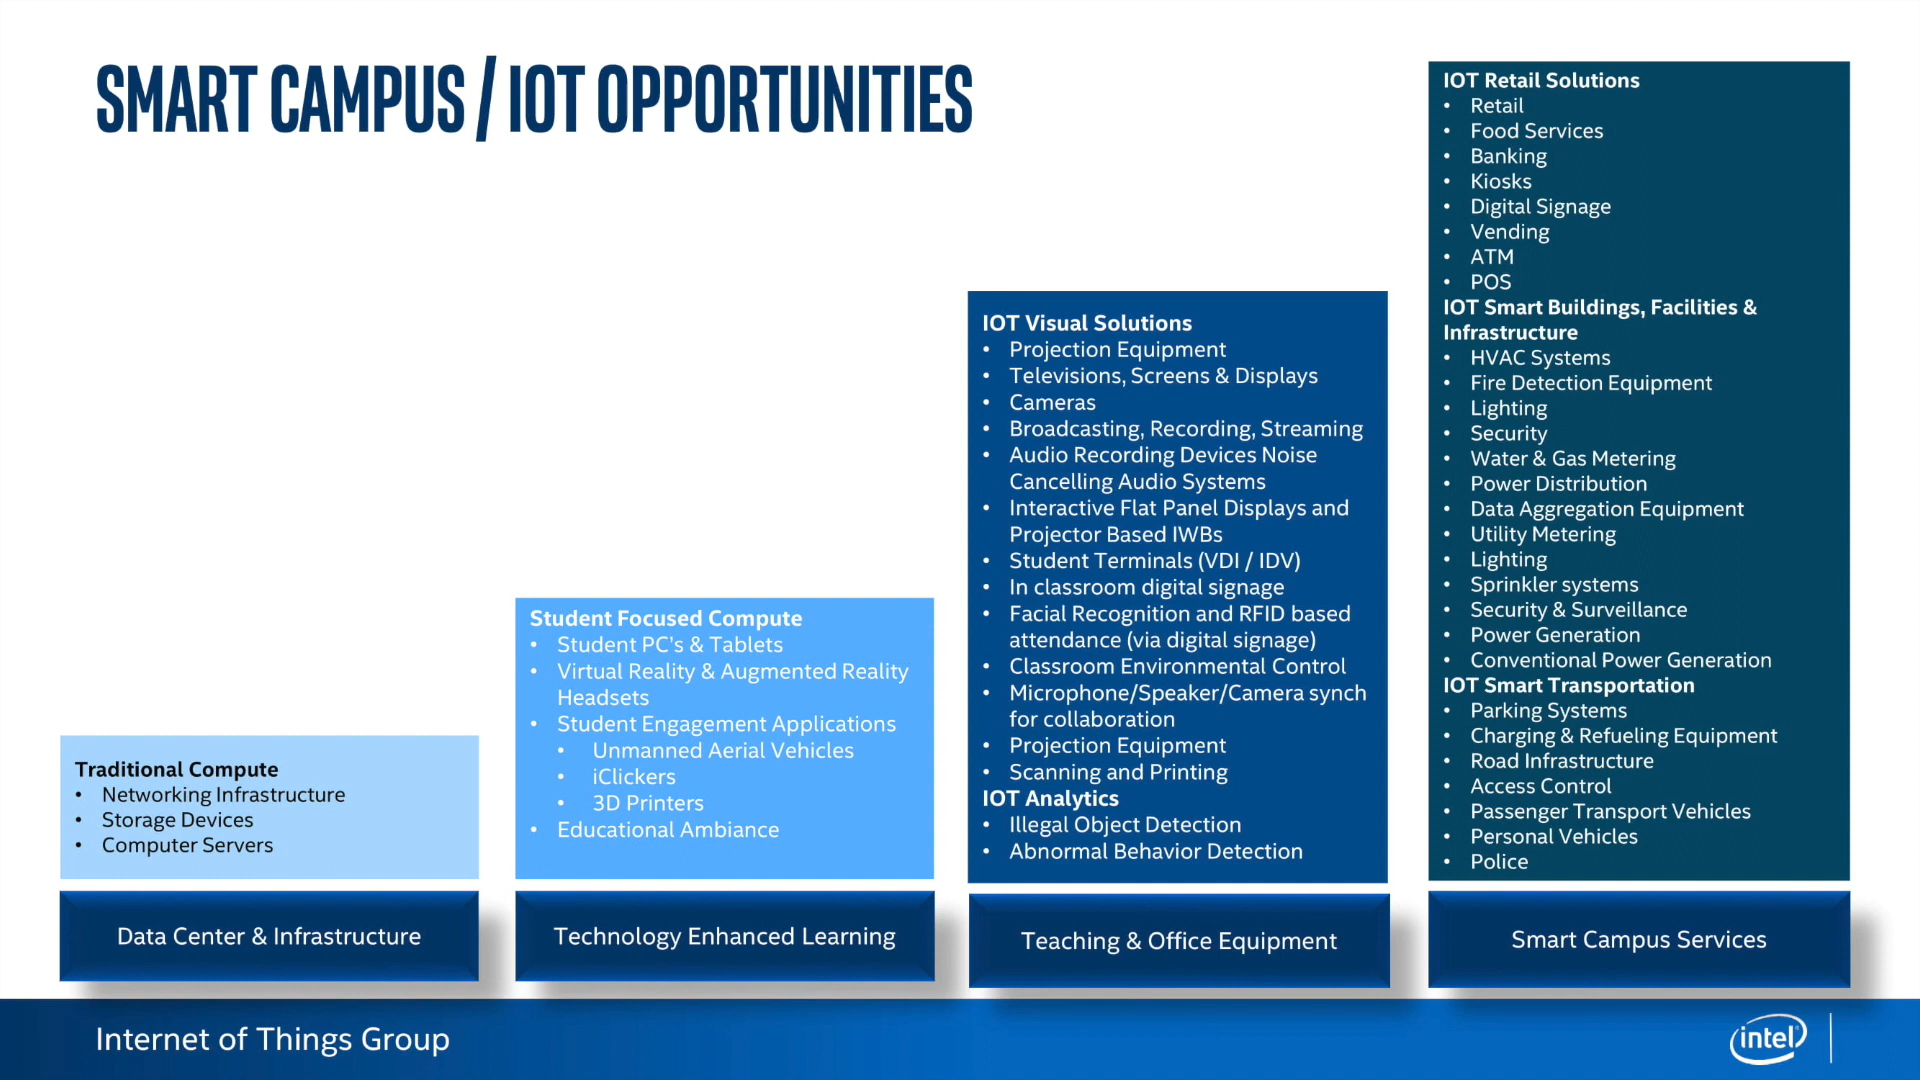 SMART CAMPUS / IOT OPPORTUNITIES
Traditional Compute
• Networking Infrastructure
• Storage Devices
• Computer Servers
Data Center & Infrastructure
Student Focused Compute
• Student PC's & Tablets
• Virtual Reality & Augmented Reality
Headsets
• Student Engagement Applications
• Unmanned Aerial Vehicles
• iClickers
• 3D Printers
• Educational Ambiance
Technology Enhanced Learning
IOT Visual Solutions
• Projection Equipment
• Televisions, Screens & Displays
• Cameras
• Broadcasting, Recording, Streaming
• Audio Recording Devices Noise
Cancelling Audio Systems
• Interactive Flat Panel Displays and
Projector Based IWBs
• Student Terminals (VDI / IDV)
• In classroom digital signage
• Facial Recognition and RFID based
attendance (via digital signage)
• Classroom Environmental Control
• Microphone/Speaker/Camera synch
for collaboration
• Projection Equipment
• Scanning and Printing
IOT Analytics
• Illegal Object Detection
• Abnormal Behavior Detection
Teaching & Office Equipment
IOT Retail Solutions
• Retail
• Food Services
• Banking
• Kiosks
• Digital Signage
• Vending
• ATM
• POS
IOT Smart Buildings, Facilities &
Infrastructure
• HVAC Systems
• Fire Detection Equipment
• Lighting
• Security
• Water & Gas Metering
• Power Distribution
• Data Aggregation Equipment
• Utility Metering
• Lighting
• Sprinkler systems
• Security & Surveillance
• Power Generation
• Conventional Power Generation
IOT Smart Transportation
• Parking Systems
• Charging & Refueling Equipment
• Road Infrastructure
• Access Control
• Passenger Transport Vehicles
• Personal Vehicles
• Police
Smart Campus Services
Internet of Things Group
intel